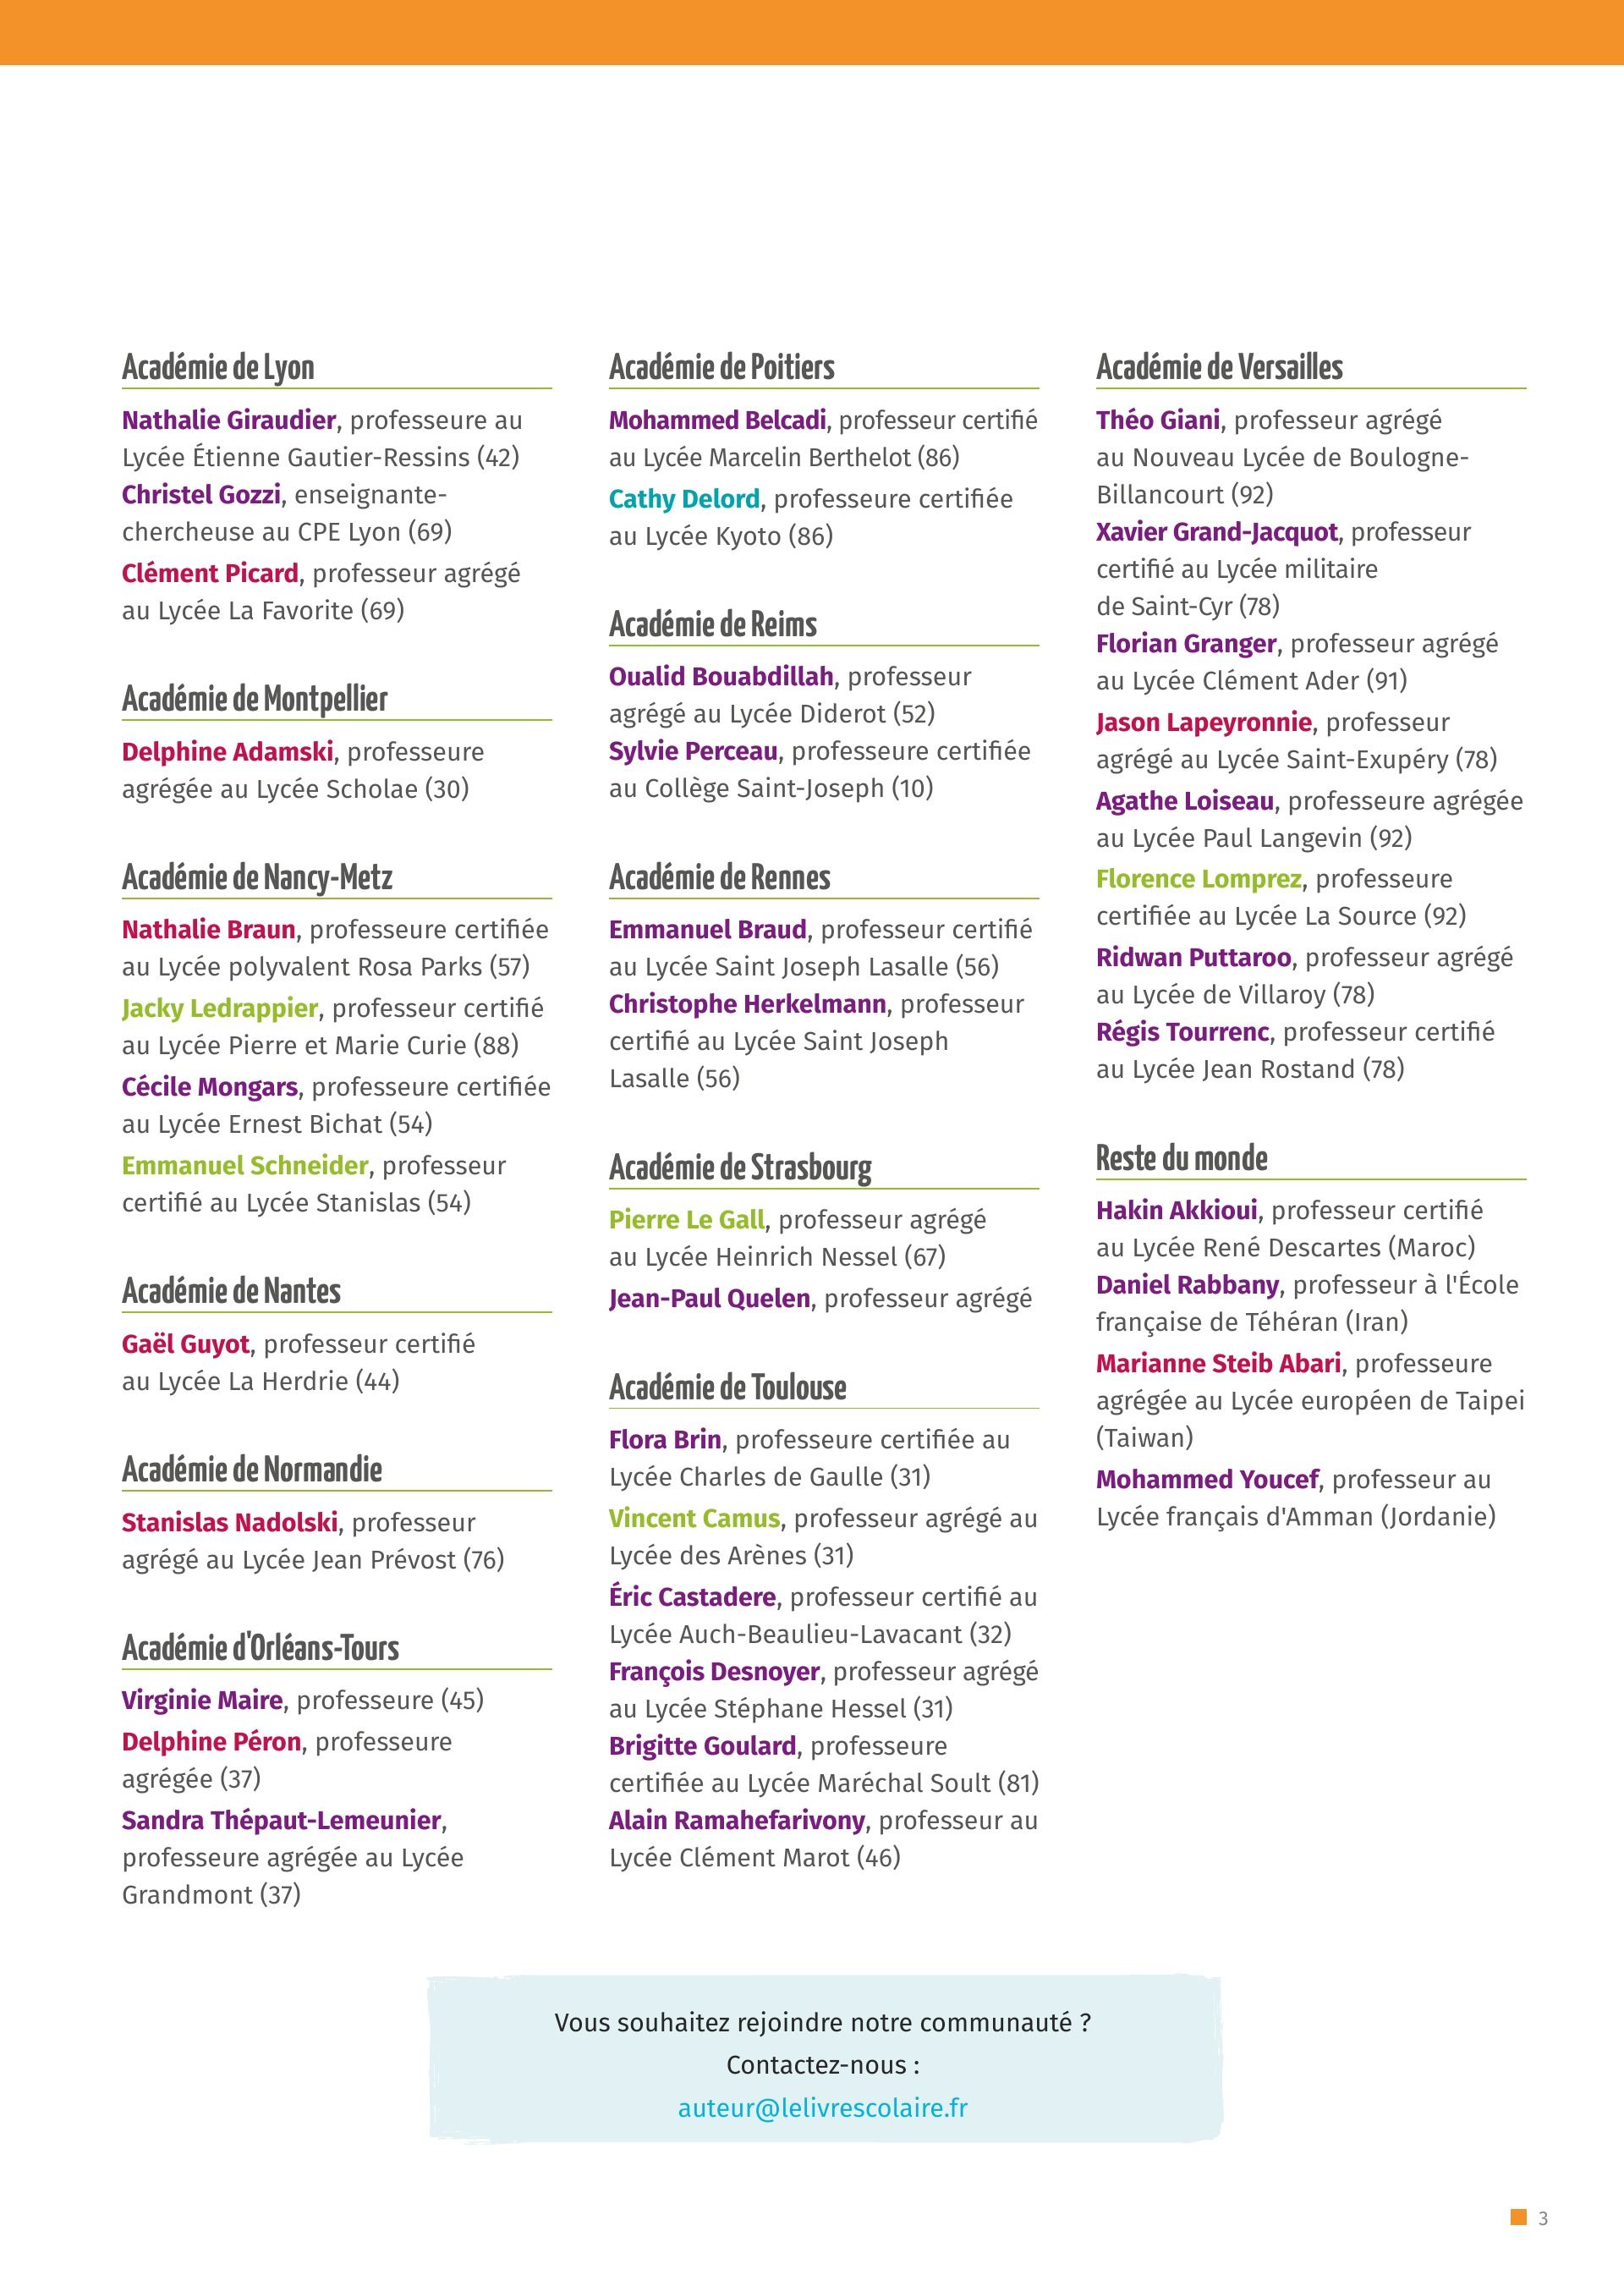 Académie de Lyon
Nathalie Giraudier, professeure au
Lycée Étienne Gautier-Ressins (42)
Christel Gozzi, enseignante-
chercheuse au CPE Lyon (69)
Clément Picard, professeur agrégé
au Lycée La Favorite (69)
Académie de Montpellier
Delphine Adamski, professeure
agrégée au Lycée Scholae (30)
Académie de Nancy-Metz
Nathalie Braun, professeure certifiée
au Lycée polyvalent Rosa Parks (57)
Jacky Ledrappier, professeur certifié
au Lycée Pierre et Marie Curie (88)
Cécile Mongars, professeure certifiée
au Lycée Ernest Bichat (54)
Emmanuel Schneider, professeur
certifié au Lycée Stanislas (54)
Académie de Nantes
Gaël Guyot, professeur certifié
au Lycée La Herdrie (44)
Académie de Normandie
Stanislas Nadolski, professeur
agrégé au Lycée Jean Prévost (76)
Académie d'Orléans-Tours
Virginie Maire, professeure (45)
Delphine Péron, professeure
agrégée (37)
Sandra Thépaut-Lemeunier,
professeure agrégée au Lycée
Grandmont (37)
Académie de Poitiers
Mohammed Belcadi, professeur certifié
au Lycée Marcelin Berthelot (86)
Cathy Delord, professeure certifiée
au Lycée Kyoto (86)
Académie de Reims
Oualid Bouabdillah, professeur
agrégé au Lycée Diderot (52)
Sylvie Perceau, professeure certifiée
au Collège Saint-Joseph (10)
Académie de Rennes
Emmanuel Braud, professeur certifié
au Lycée Saint Joseph Lasalle (56)
Christophe Herkelmann, professeur
certifié au Lycée Saint Joseph
Lasalle (56)
Académie de Strasbourg
Pierre Le Gall, professeur agrégé
au Lycée Heinrich Nessel (67)
Jean-Paul Quelen, professeur agrégé
Académie de Toulouse
Flora Brin, professeure certifiée au
Lycée Charles de Gaulle (31)
Vincent Camus, professeur agrégé au
Lycée des Arènes (31)
Éric Castadere, professeur certifié au
Lycée Auch-Beaulieu-Lavacant (32)
François Desnoyer, professeur agrégé
au Lycée Stéphane Hessel (31)
Brigitte Goulard, professeure
certifiée au Lycée Maréchal Soult (81)
Alain Ramahefarivony, professeur au
Lycée Clément Marot (46)
Académie de Versailles
Théo Giani, professeur agrégé
au Nouveau Lycée de Boulogne-
Billancourt (92)
Xavier Grand-Jacquot, professeur
certifié au Lycée militaire
de Saint-Cyr (78)
Florian Granger, professeur agrégé
au Lycée Clément Ader (91)
Jason Lapeyronnie, professeur
agrégé au Lycée Saint-Exupéry (78)
Agathe Loiseau, professeure agrégée
au Lycée Paul Langevin (92)
Florence Lomprez, professeure
certifiée au Lycée La Source (92)
Ridwan Puttaroo, professeur agrégé
au Lycée de Villaroy (78)
Régis Tourrenc, professeur certifié
au Lycée Jean Rostand (78)
Reste du monde
Hakin Akkioui, professeur certifié
au Lycée René Descartes (Maroc)
Daniel Rabbany, professeur à l'École
française de Téhéran (Iran)
Marianne Steib Abari, professeure
agrégée au Lycée européen de Taipei
(Taiwan)
Mohammed Youcef, professeur au
Lycée français d'Amman (Jordanie)
Vous souhaitez rejoindre notre communauté ?
Contactez-nous :
auteur@lelivrescolaire.fr
3